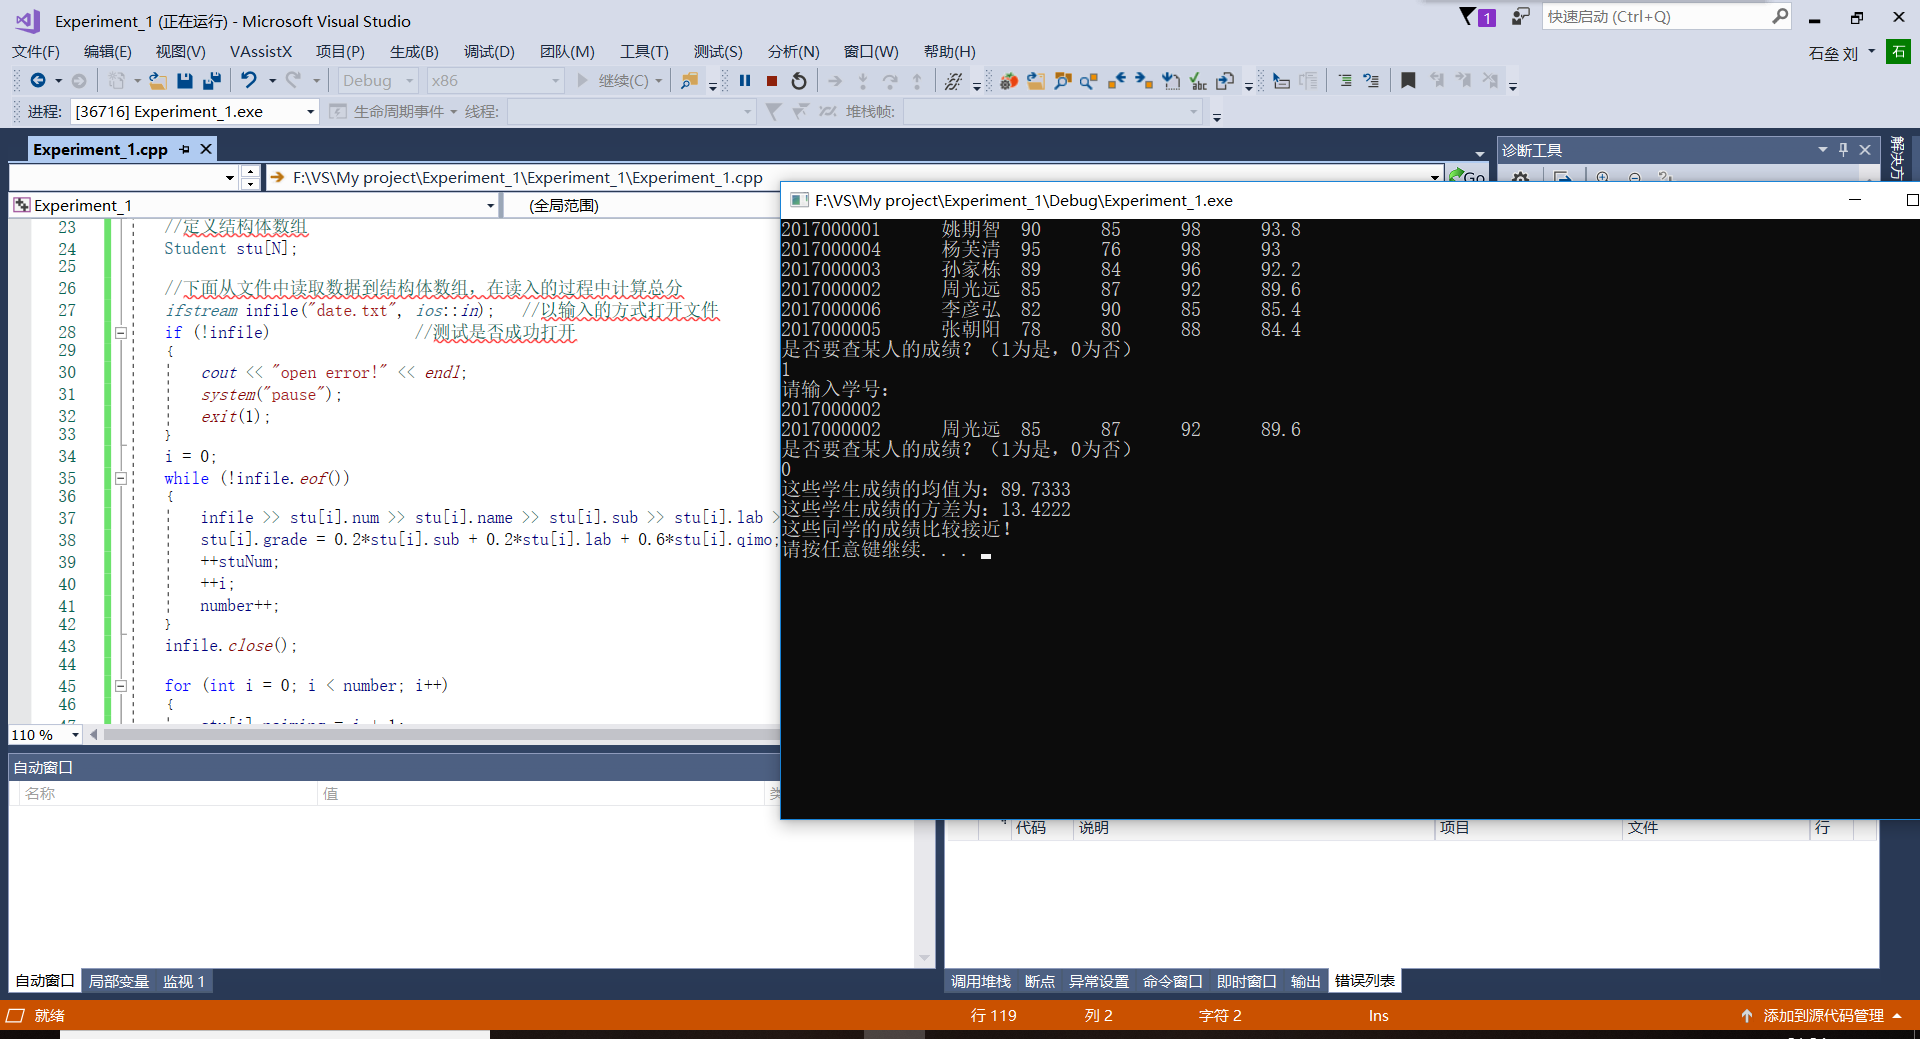 Experiment_1 (正在运行) - Microsoft Visual Studio
1
快速启动 (Ctrl+Q)
文件(F) 编辑(E) 视图(V) VAssistX 项目(P) 生成(B) 调试(D) 团队(M) 工具(T) 测试(S) 分析(N) 窗口(W) 帮助(H)
石垒 刘 石
Debug x86 继续(C)
进程: [36716] Experiment_1.exe 生命周期事件 线程: 堆栈帧:
Experiment_1.cpp
诊断工具
F:\VS\My project\Experiment_1\Experiment_1\Experiment_1.cpp
Go
Experiment_1 (全局范围)
23 //定义结构体数组
24 Student stu[N];
25
26 //下面从文件中读取数据到结构体数组，在读入的过程中计算总分
27 ifstream infile("date.txt", ios::in); //以输入的方式打开文件
28 if (!infile) //测试是否成功打开
29 {
30 cout << "open error!" << endl;
31 system("pause");
32 exit(1);
33 }
34 i = 0;
35 while (!infile.eof())
36 {
37 infile >> stu[i].num >> stu[i].name >> stu[i].sub >> stu[i].lab >
38 stu[i].grade = 0.2*stu[i].sub + 0.2*stu[i].lab + 0.6*stu[i].qimo;
39 ++stuNum;
40 ++i;
41 number++;
42 }
43 infile.close();
44
45 for (int i = 0; i < number; i++)
46 {
110 %
F:\VS\My project\Experiment_1\Debug\Experiment_1.exe
2017000001 姚期智 90 85 98 93.8
2017000004 杨芙清 95 76 98 93
2017000003 孙家栋 89 84 96 92.2
2017000002 周光远 85 87 92 89.6
2017000006 李彦弘 82 90 85 85.4
2017000005 张朝阳 78 80 88 84.4
是否要查某人的成绩？（1为是，0为否）
1
请输入学号：
2017000002
2017000002 周光远 85 87 92 89.6
是否要查某人的成绩？（1为是，0为否）
0
这些学生成绩的均值为：89.7333
这些学生成绩的方差为：13.4222
这些同学的成绩比较接近！
请按任意键继续. . .
自动窗口
名称 值
代码 说明 项目 文件 行
自动窗口 局部变量 监视 1
调用堆栈 断点 异常设置 命令窗口 即时窗口 输出 错误列表
就绪 行 119 列 2 字符 2 Ins 添加到源代码管理